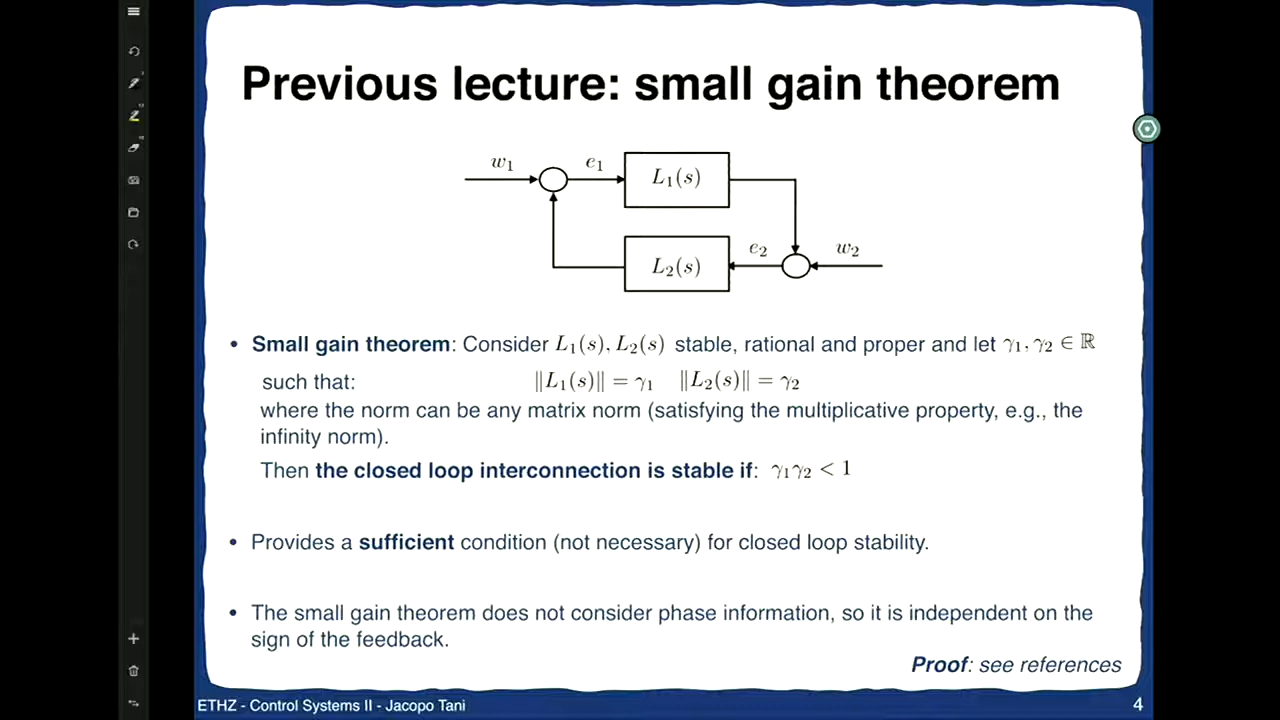 Previous lecture: small gain theorem
w₁ e₁ L₁(s)
L₂(s) e₂ w₂
• Small gain theorem: Consider L₁(s), L₂(s) stable, rational and proper and let γ₁, γ₂ ∈ ℝ
such that: ‖L₁(s)‖ = γ₁ ‖L₂(s)‖ = γ₂
where the norm can be any matrix norm (satisfying the multiplicative property, e.g., the
infinity norm).
Then the closed loop interconnection is stable if: γ₁γ₂ < 1
• Provides a sufficient condition (not necessary) for closed loop stability.
• The small gain theorem does not consider phase information, so it is independent on the
sign of the feedback.
Proof: see references
ETHZ - Control Systems II - Jacopo Tani 4